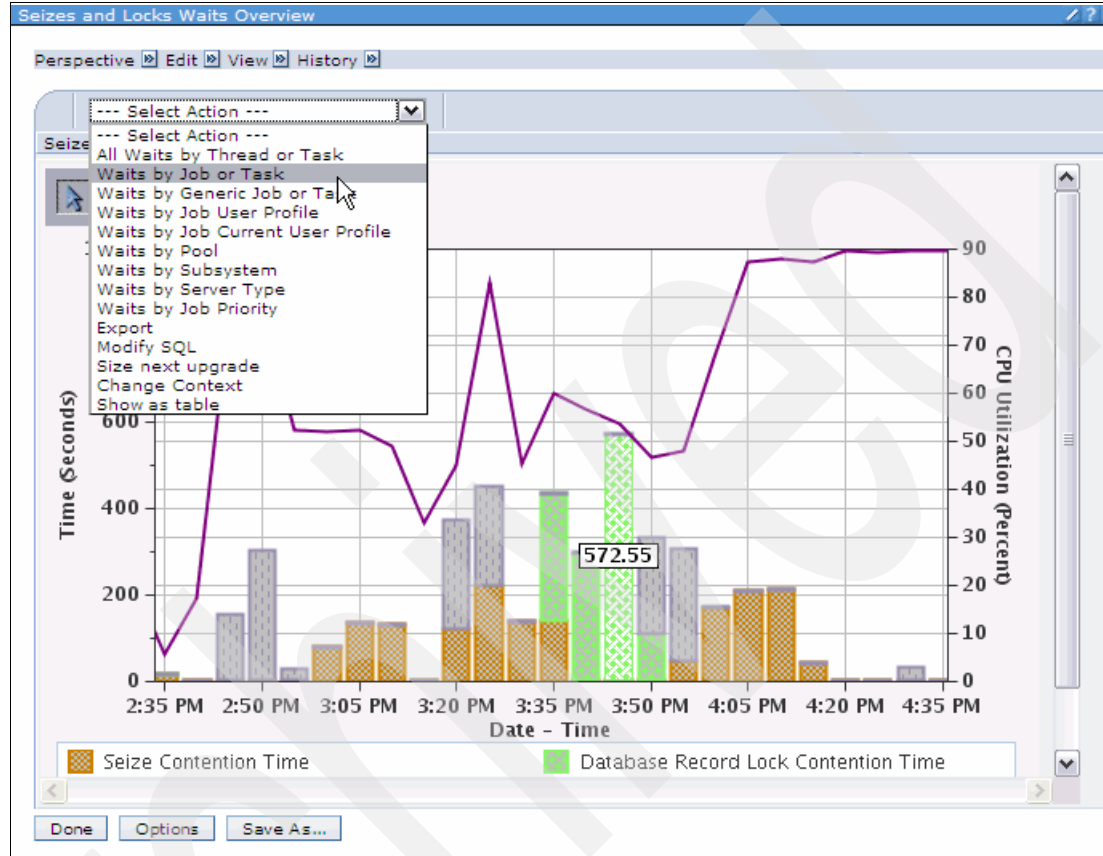 Seizes and Locks Waits Overview
Perspective Edit View History
--- Select Action ---
--- Select Action ---
All Waits by Thread or Task
Waits by Job or Task
Waits by Generic Job or Task
Waits by Job User Profile
Waits by Job Current User Profile
Waits by Pool
Waits by Subsystem
Waits by Server Type
Waits by Job Priority
Export
Modify SQL
Size next upgrade
Change Context
Show as table
Time (Seconds)
600
400
200
0
572.55
90
80
70
60
50
40
30
20
10
0
CPU Utilization (Percent)
2:35 PM 2:50 PM 3:05 PM 3:20 PM 3:35 PM 3:50 PM 4:05 PM 4:20 PM 4:35 PM
Date - Time
Seize Contention Time Database Record Lock Contention Time
Done Options Save As...